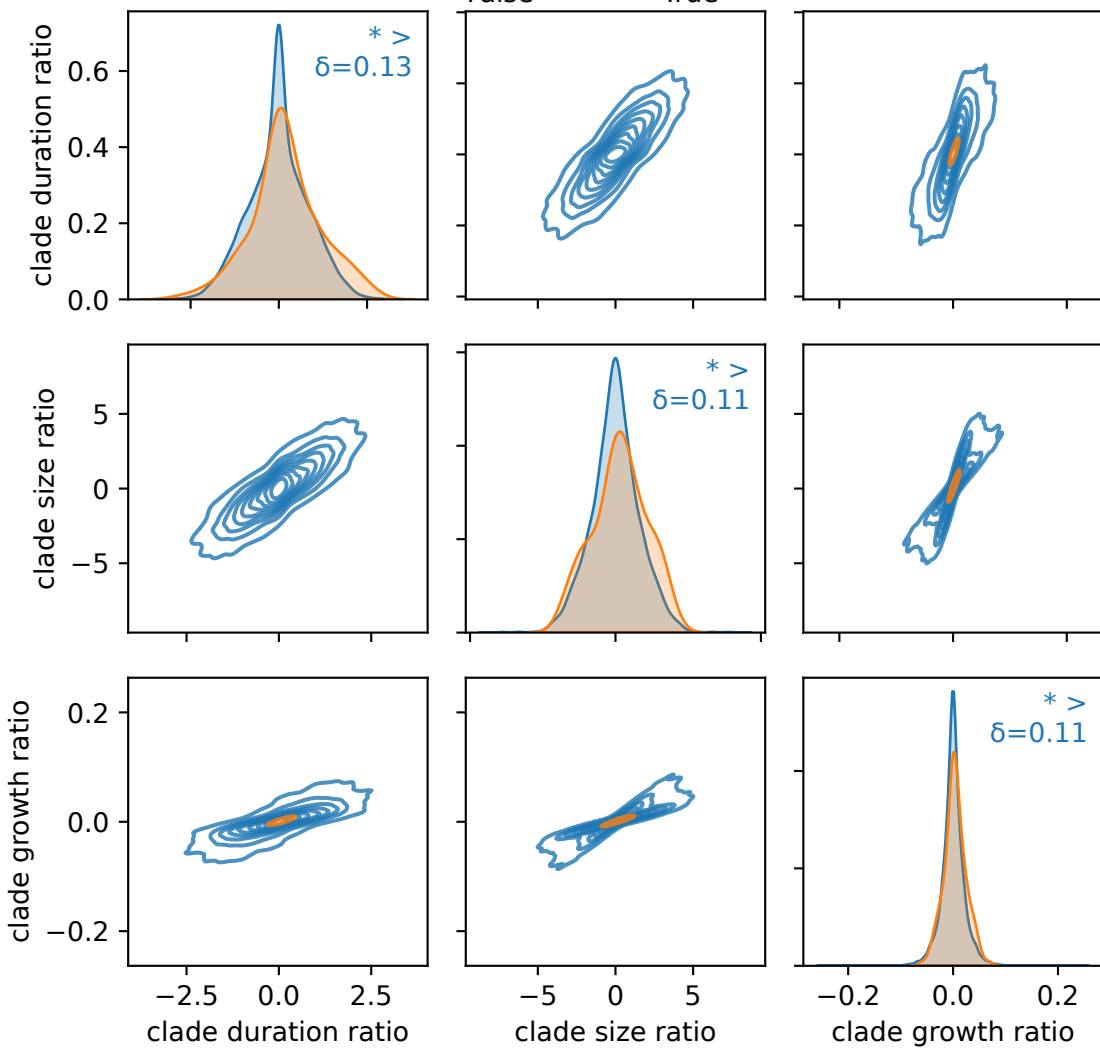 clade duration ratio
0.6
0.4
0.2
0.0
* >
δ=0.13
clade size ratio
5
0
−5
* >
δ=0.11
clade growth ratio
0.2
0.0
−0.2
* >
δ=0.11
−2.5 0.0 2.5
−5 0 5
−0.2 0.0 0.2
clade duration ratio
clade size ratio
clade growth ratio